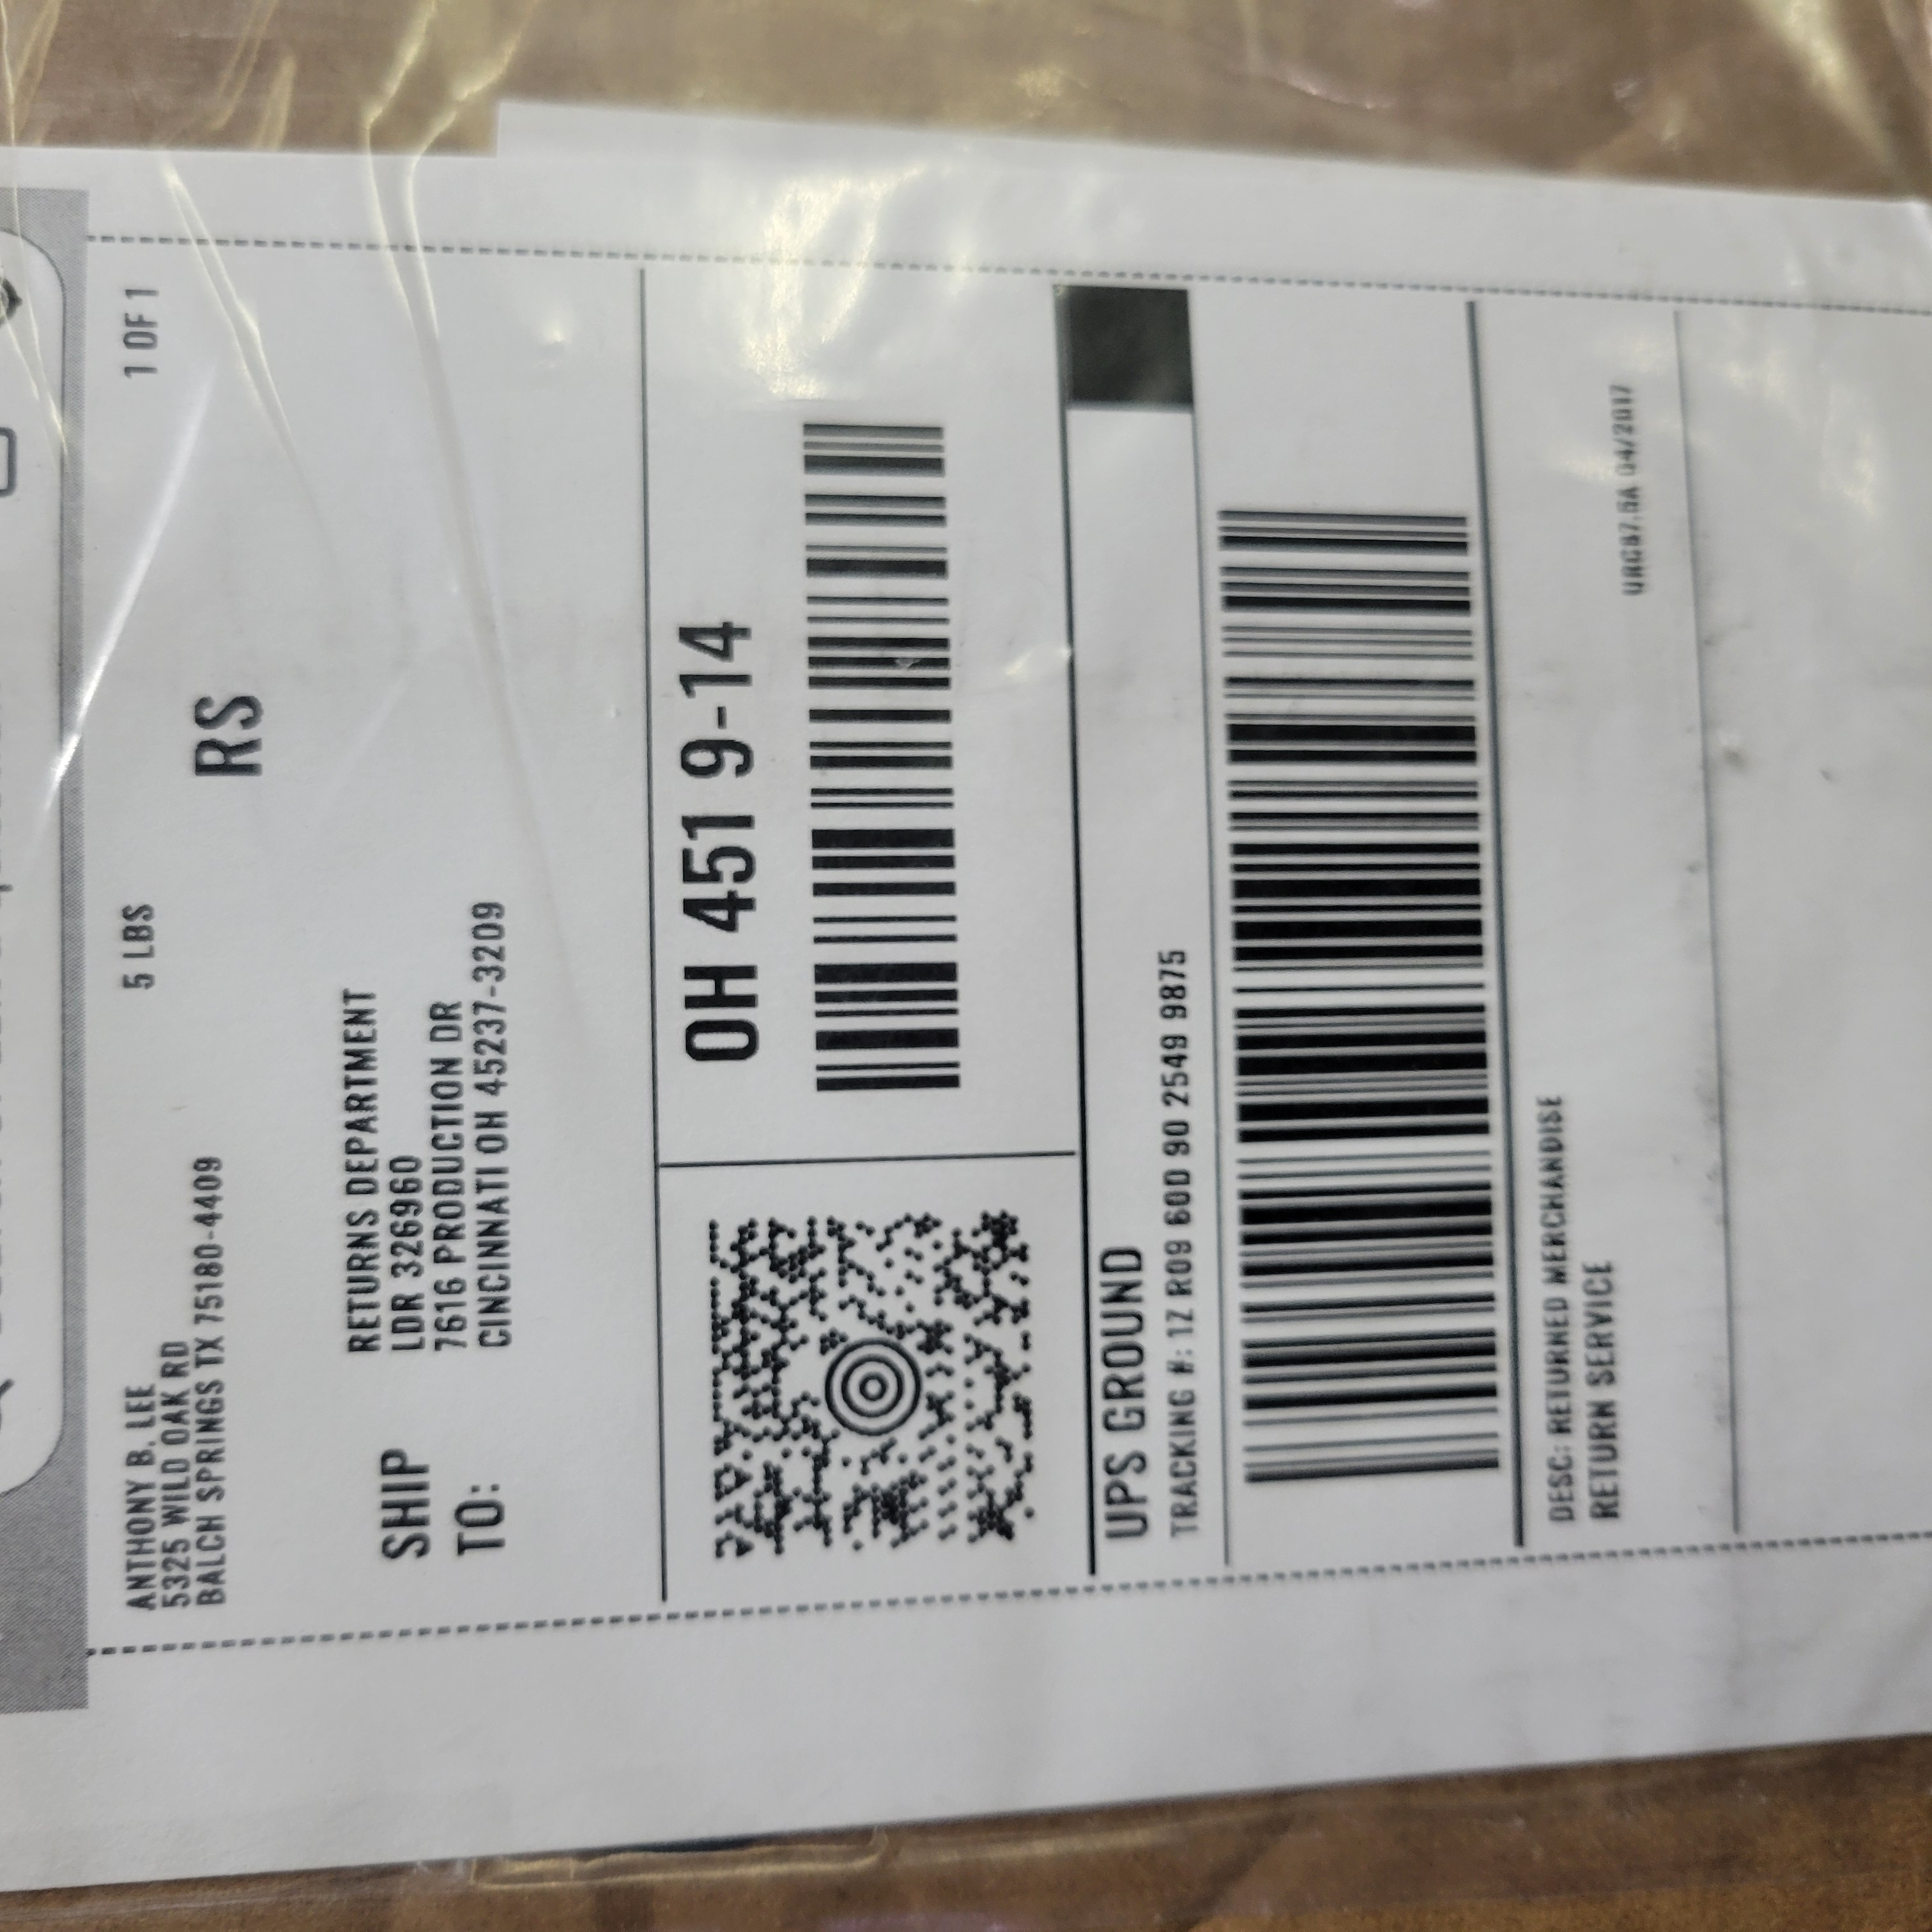 ANTHONY B. LEE
5325 WILD OAK RD
BALCH SPRINGS TX 75180-4409
5 LBS
1 OF 1
RS
SHIP
TO:
RETURNS DEPARTMENT
LDR 326960
7616 PRODUCTION DR
CINCINNATI OH 45237-3209
OH 451 9-14
UPS GROUND
TRACKING #: 1Z R09 60D 90 2549 9875
DESC: RETURNED MERCHANDISE
RETURN SERVICE
04/2017